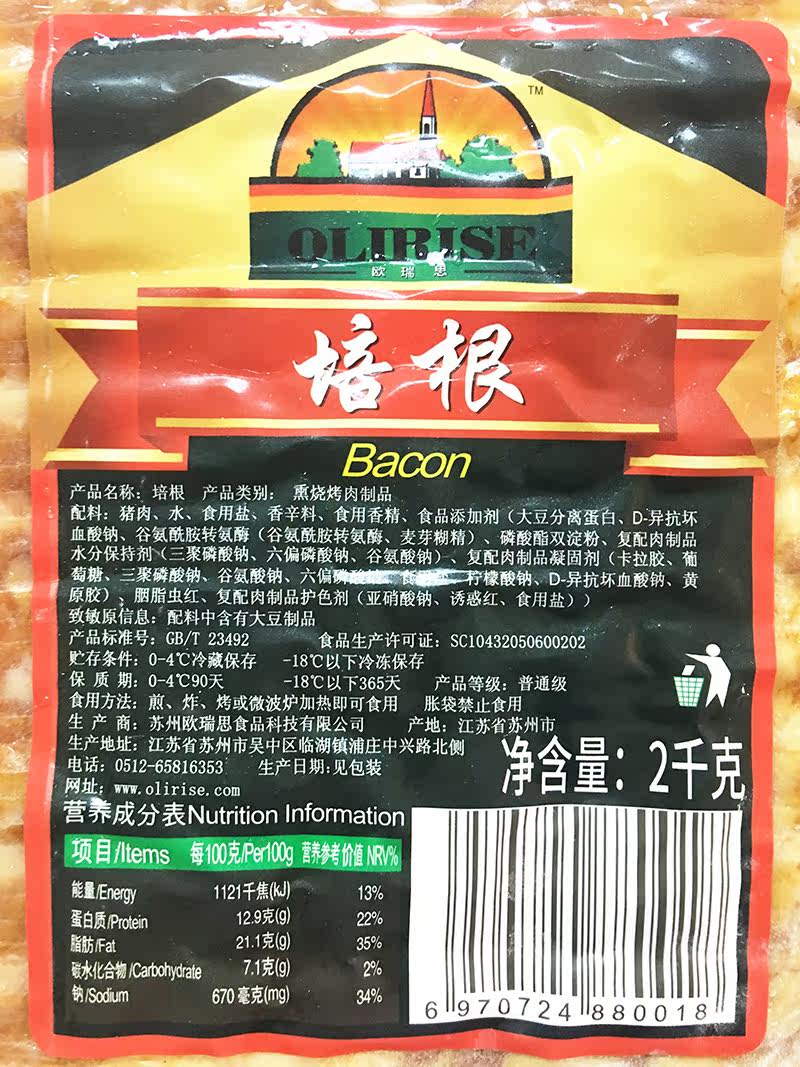 TM
OLIRISE
欧瑞思
培根
Bacon
产品名称：培根 产品类别： 熏烧烤肉制品
配料：猪肉、水、食用盐、香辛料、食用香精、食品添加剂（大豆分离蛋白、D-异抗坏
血酸钠、谷氨酰胺转氨酶（谷氨酰胺转氨酶、麦芽糊精）、磷酸酯双淀粉、复配肉制品
水分保持剂（三聚磷酸钠、六偏磷酸钠、谷氨酸钠）、复配肉制品凝固剂（卡拉胶、葡
萄糖、三聚磷酸钠、谷氨酸钠、六偏磷酸 柠檬酸钠、D-异抗坏血酸钠、黄
原胶）、胭脂虫红、复配肉制品护色剂（亚硝酸钠、诱惑红、食用盐））
致敏原信息：配料中含有大豆制品
产品标准号：GB/T 23492 食品生产许可证：SC10432050600202
贮存条件：0-4℃冷藏保存 -18℃以下冷冻保存
保 质 期：0-4℃90天 -18℃以下365天 产品等级：普通级
食用方法：煎、炸、烤或微波炉加热即可食用 胀袋禁止食用
生 产 商：苏州欧瑞思食品科技有限公司 产地：江苏省苏州市
生产地址：江苏省苏州市吴中区临湖镇浦庄中兴路北侧
电话：0512-65816353 生产日期:见包装
网址：www.olirise.com
净含量：2千克
营养成分表Nutrition Information
项目/Items 每100克/Per100g 营养参考价值 NRV%
能量/Energy 1121千焦(kJ) 13%
蛋白质/Protein 12.9克(g) 22%
脂肪/Fat 21.1克(g) 35%
碳水化合物/Carbohydrate 7.1克(g) 2%
钠/Sodium 670毫克(mg) 34%
6 970724 880018